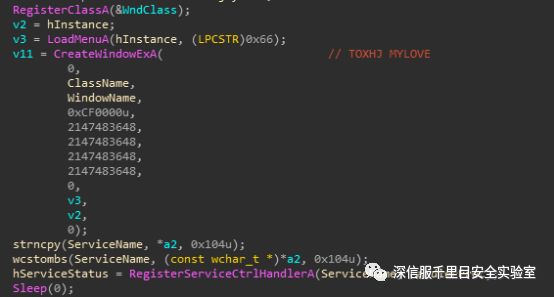 RegisterClassA(&WndClass);
v2 = hInstance;
v3 = LoadMenuA(hInstance, (LPCSTR)0x66);
v11 = CreateWindowExA( // TOXHJ MYLOVE
0,
ClassName,
WindowName,
0xCF0000u,
2147483648,
2147483648,
2147483648,
2147483648,
0,
v3,
v2,
0);
strncpy(ServiceName, *a2, 0x104u);
wcstombs(ServiceName, (const wchar_t *)*a2, 0x104u);
hServiceStatus = RegisterServiceCtrlHandlerA(Service
深信服千里目安全实验室
Sleep(0);